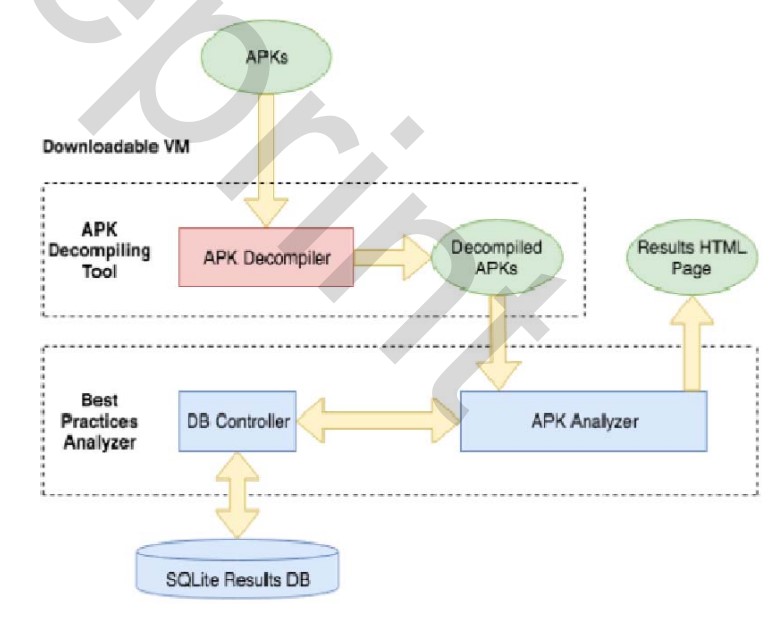 APKs
Downloadable VM
APK
Decompiling
Tool
APK Decompiler
Decompiled
APKs
Results HTML
Page
Best
Practices
Analyzer
DB Controller
APK Analyzer
SQLite Results DB
eprint